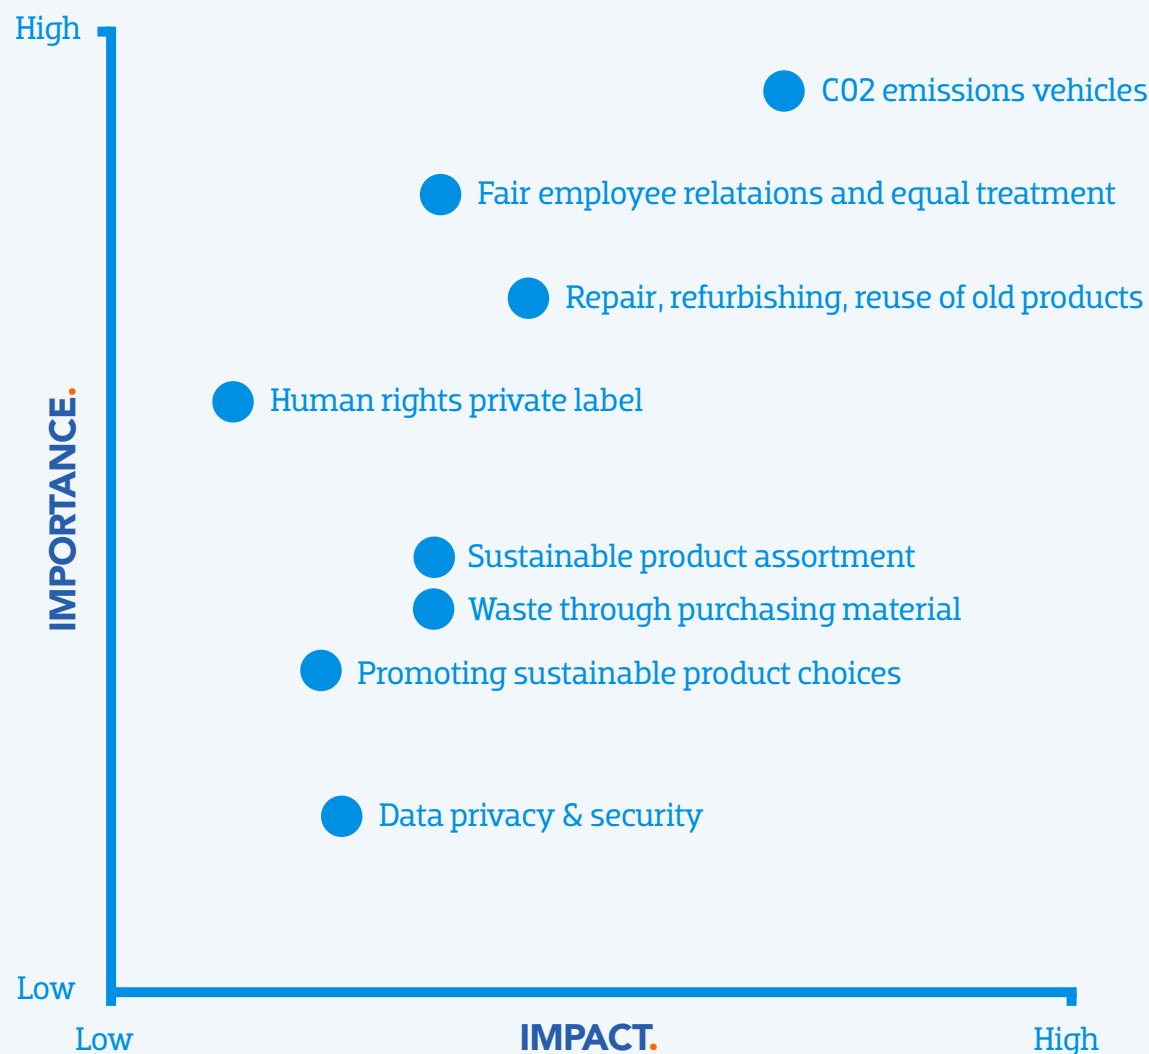 High
CO2 emissions vehicles
Fair employee relataions and equal treatment
Repair, refurbishing, reuse of old products
Human rights private label
IMPORTANCE.
Sustainable product assortment
Waste through purchasing material
Promoting sustainable product choices
Data privacy & security
Low
Low
IMPACT.
High